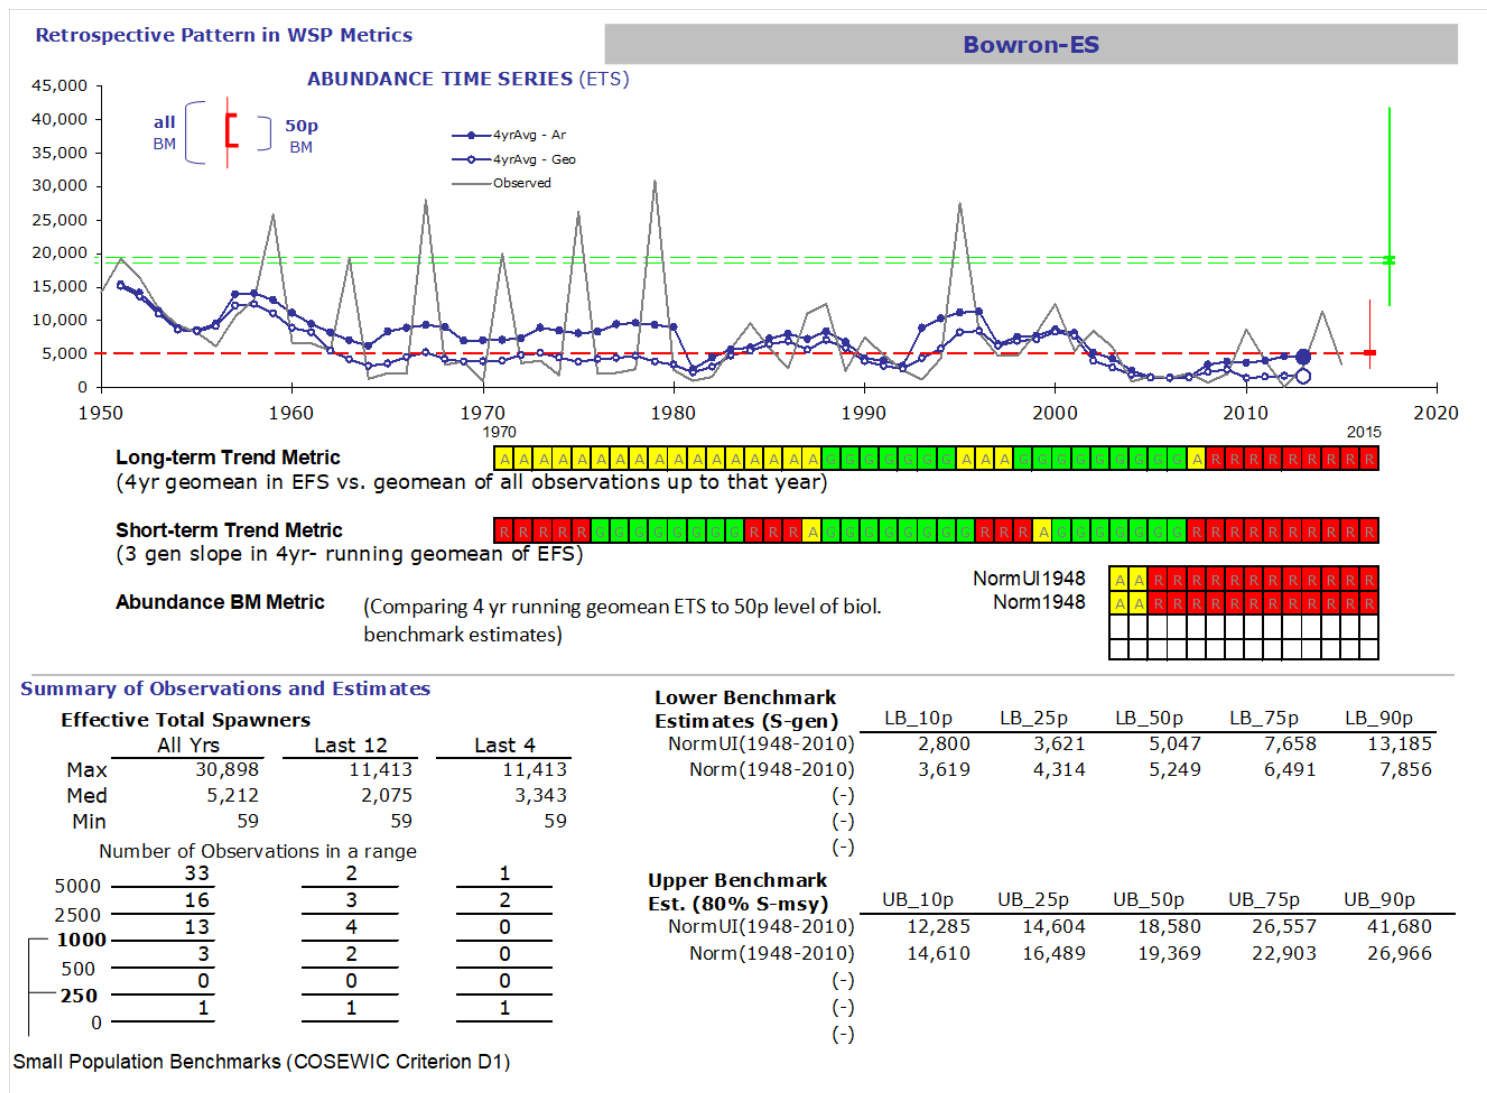 Retrospective Pattern in WSP Metrics
Bowron-ES
ABUNDANCE TIME SERIES (ETS)
45,000
40,000
35,000
30,000
25,000
20,000
15,000
10,000
5,000
0
all
BM
50p
BM
4yrAvg - Ar
4yrAvg - Geo
Observed
1950 1960 1970 1980 1990 2000 2010 2020
1970 2015
Long-term Trend Metric
A A A A A A A A A A A A A A A A A G G G G G G G A A A G G G G G G G G G A R R R R R R R R R
(4yr geomean in EFS vs. geomean of all observations up to that year)
Short-term Trend Metric
R R R R R G G G G G G G G R R R A G G G G G G G G R R R A G G G G G G G R R R R R R R R R R
(3 gen slope in 4yr- running geomean of EFS)
NormUI1948 A A R R R R R R R R R R R R
Abundance BM Metric (Comparing 4 yr running geomean ETS to 50p level of biol. benchmark estimates)
Norm1948 A A R R R R R R R R R R R R
Summary of Observations and Estimates
Effective Total Spawners
All Yrs Last 12 Last 4
Max 30,898 11,413 11,413
Med 5,212 2,075 3,343
Min 59 59 59
Number of Observations in a range
33 2 1
5000
16 3 2
2500
13 4 0
1000
3 2 0
500
0 0 0
250
1 1 1
0
Small Population Benchmarks (COSEWIC Criterion D1)
Lower Benchmark
Estimates (S-gen) LB_10p LB_25p LB_50p LB_75p LB_90p
NormUI(1948-2010) 2,800 3,621 5,047 7,658 13,185
Norm(1948-2010) 3,619 4,314 5,249 6,491 7,856
(-)
(-)
(-)
Upper Benchmark
Est. (80% S-msy) UB_10p UB_25p UB_50p UB_75p UB_90p
NormUI(1948-2010) 12,285 14,604 18,580 26,557 41,680
Norm(1948-2010) 14,610 16,489 19,369 22,903 26,966
(-)
(-)
(-)